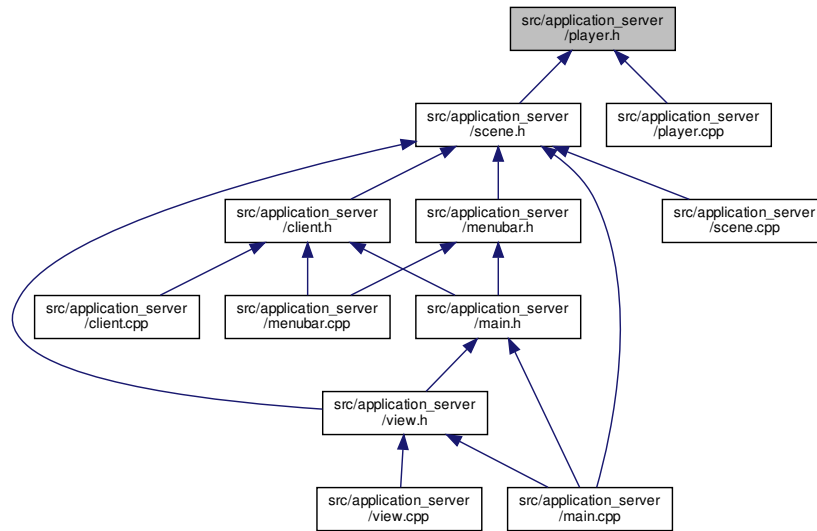 src/application_server
/player.h
src/application_server
/scene.h
src/application_server
/player.cpp
src/application_server
/client.h
src/application_server
/menubar.h
src/application_server
/scene.cpp
src/application_server
/client.cpp
src/application_server
/menubar.cpp
src/application_server
/main.h
src/application_server
/view.h
src/application_server
/view.cpp
src/application_server
/main.cpp